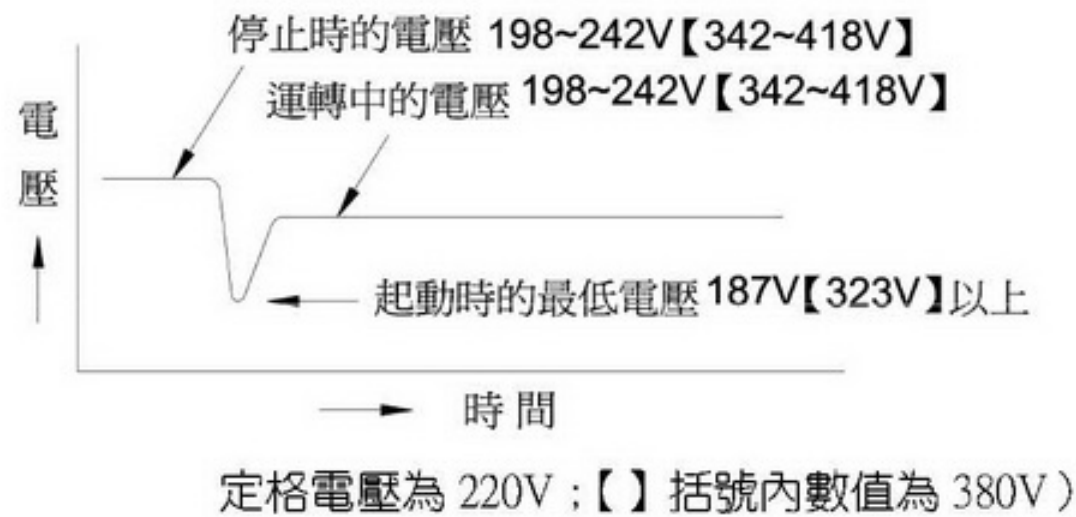 停止時的電壓 198~242V【342~418V】
運轉中的電壓 198~242V【342~418V】
電壓
起動時的最低電壓 187V【323V】以上
時間
定格電壓為 220V；【 】括號內數值為 380V）